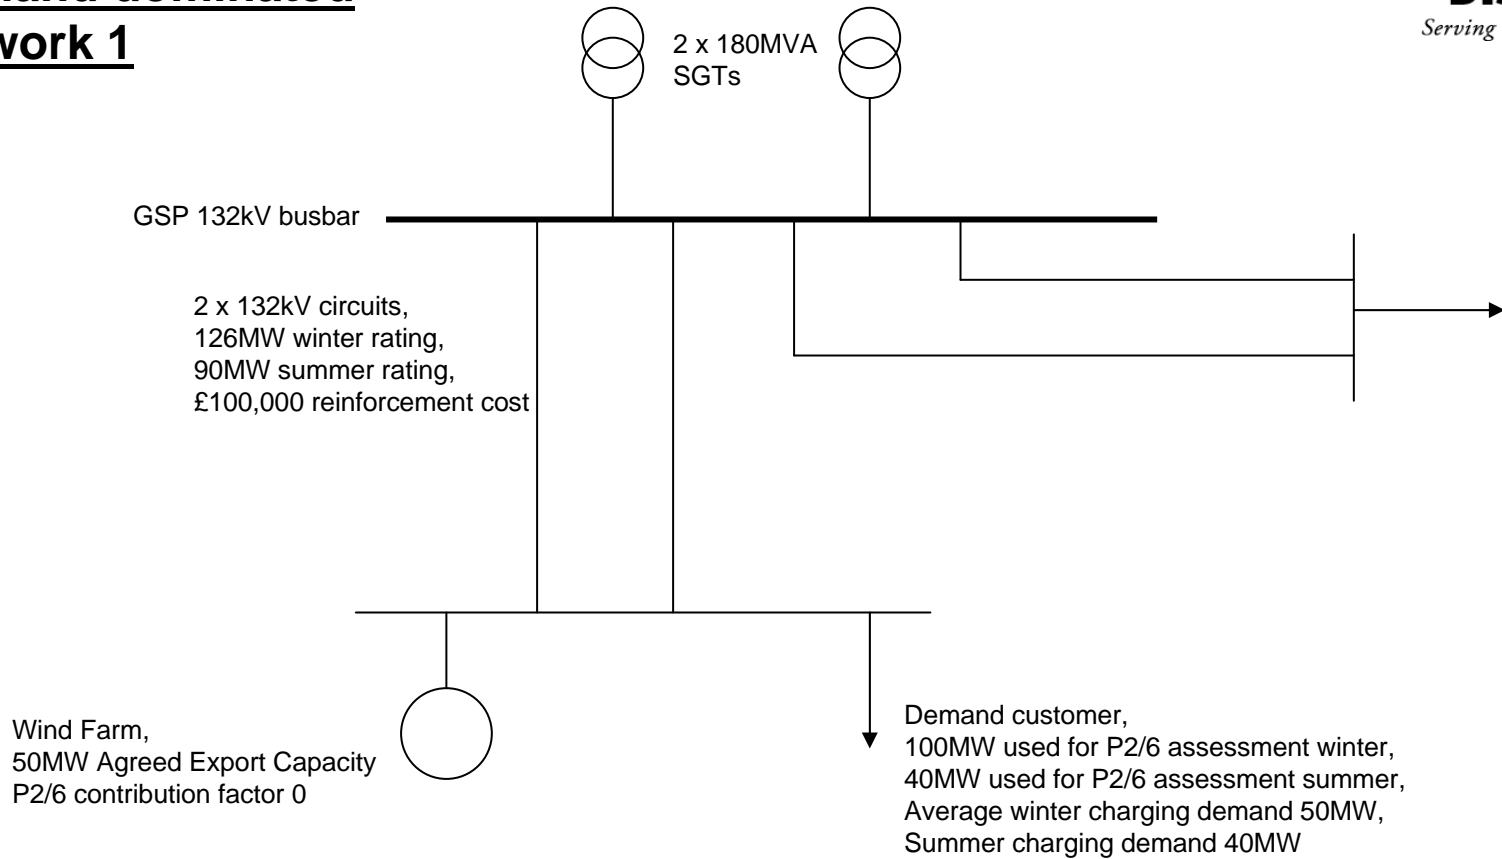 work 1
Serving
2 x 180MVA
SGTs
GSP 132kV busbar
2 x 132kV circuits,
126MW winter rating,
90MW summer rating,
£100,000 reinforcement cost
Wind Farm,
50MW Agreed Export Capacity
P2/6 contribution factor 0
Demand customer,
100MW used for P2/6 assessment winter,
40MW used for P2/6 assessment summer,
Average winter charging demand 50MW,
Summer charging demand 40MW